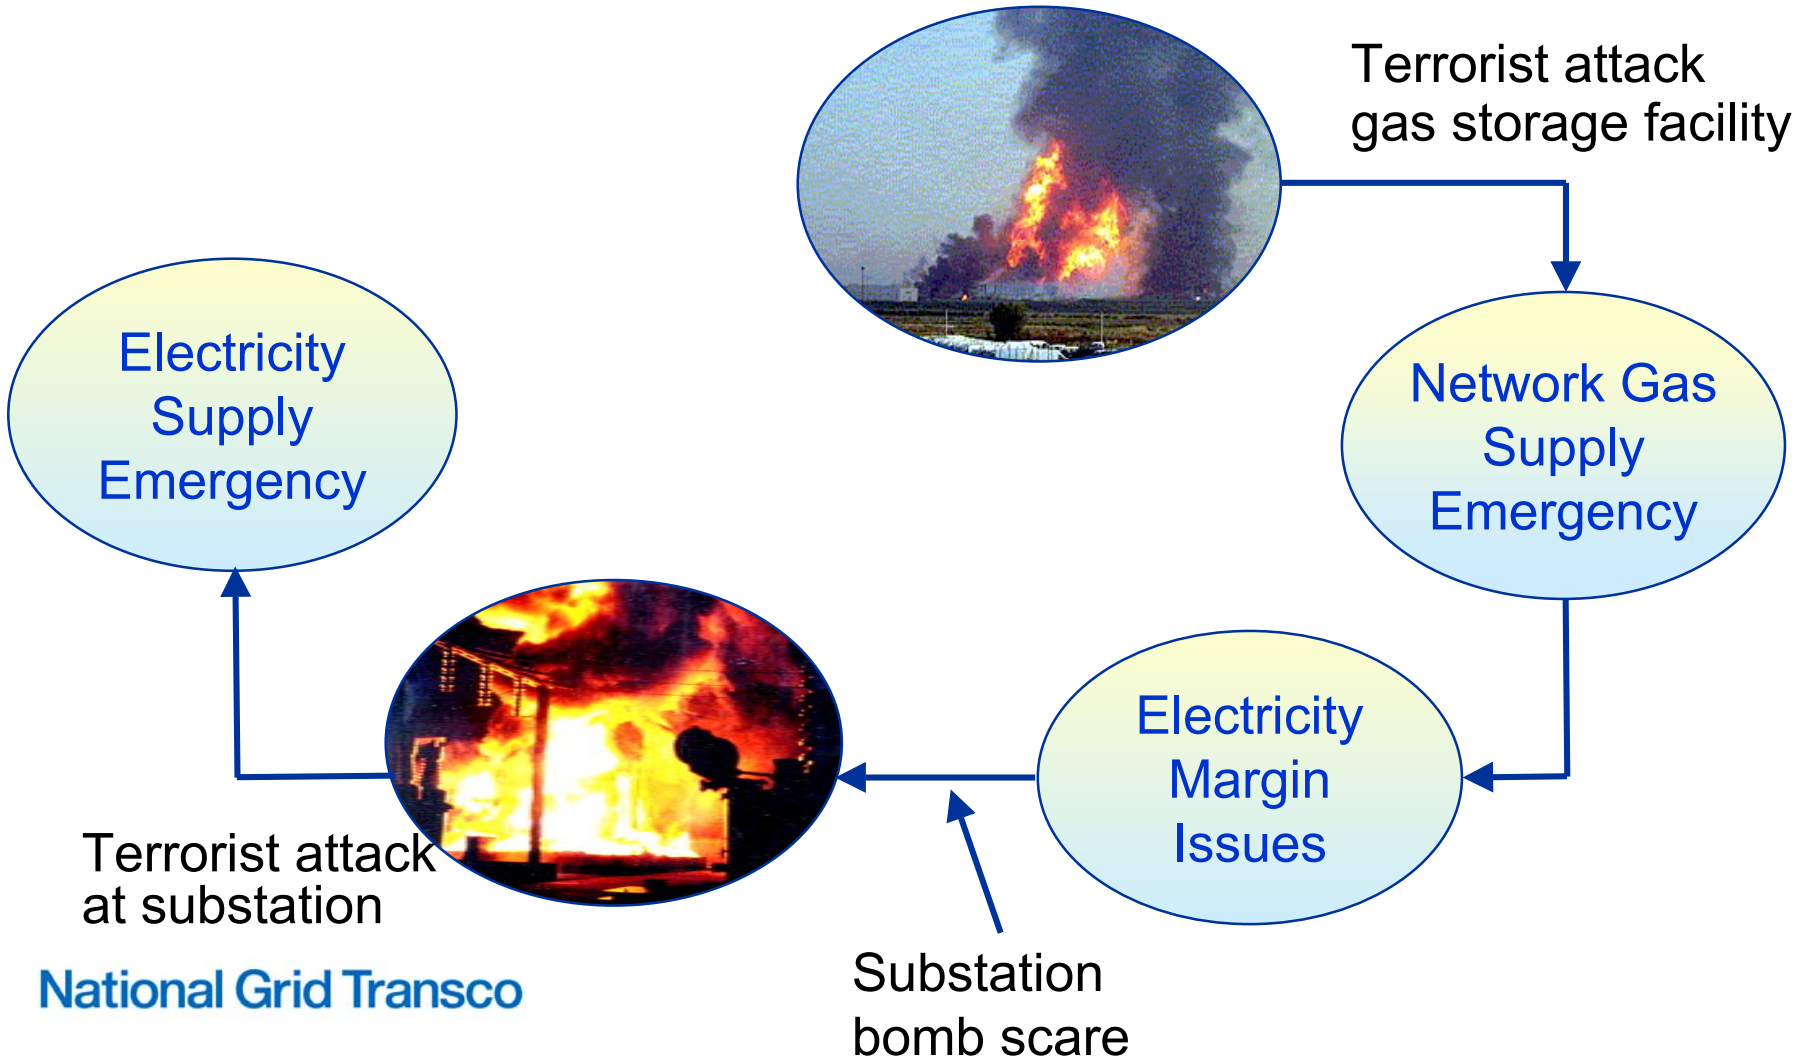 Terrorist attack
gas storage facility
Electricity
Supply
Emergency
Network Gas
Supply
Emergency
Electricity
Margin
Issues
Terrorist attack
at substation
Substation
bomb scare
National Grid Transco